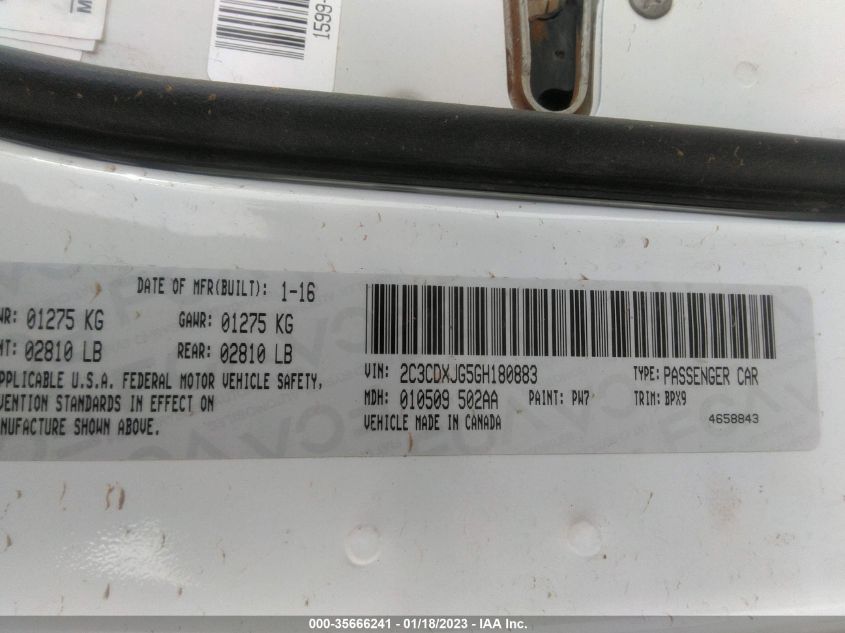 1599-
DATE OF MFR(BUILT): 1-16
WR: 01275 KG GAWR: 01275 KG
NT: 02810 LB REAR: 02810 LB
PPLICABLE U.S.A. FEDERAL MOTOR VEHICLE SAFETY,
VENTION STANDARDS IN EFFECT ON
NUFACTURE SHOWN ABOVE.
VIN: 2C3CDXJG5GH180883 TYPE: PASSENGER CAR
MDH: 010509 502AA PAINT: PW7 TRIM: BPX9
VEHICLE MADE IN CANADA 4658843
000-35666241 - 01/18/2023 - IAA Inc.